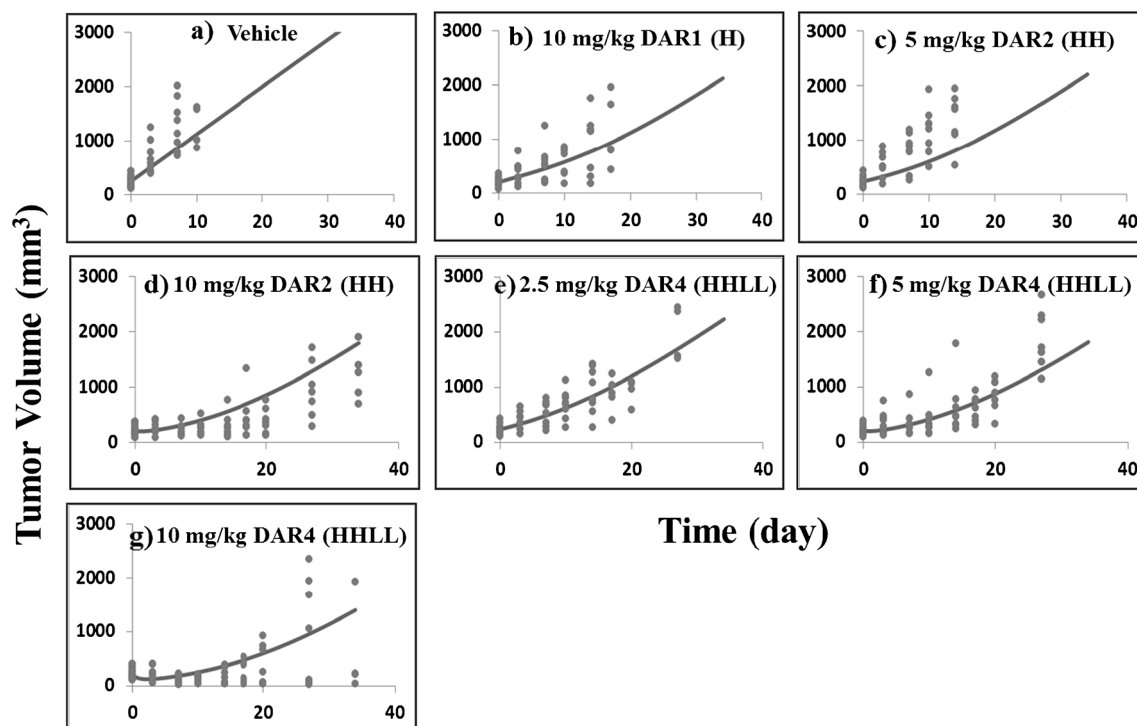 Tumor Volume (mm³)
a) Vehicle
3000
2000
1000
0
0 10 20 30 40
b) 10 mg/kg DAR1 (H)
3000
2000
1000
0
0 10 20 30 40
c) 5 mg/kg DAR2 (HH)
3000
2000
1000
0
0 10 20 30 40
d) 10 mg/kg DAR2 (HH)
3000
2000
1000
0
0 20 40
e) 2.5 mg/kg DAR4 (HHLL)
3000
2000
1000
0
0 20 40
f) 5 mg/kg DAR4 (HHLL)
3000
2000
1000
0
0 20 40
g) 10 mg/kg DAR4 (HHLL)
3000
2000
1000
0
0 20 40
Time (day)